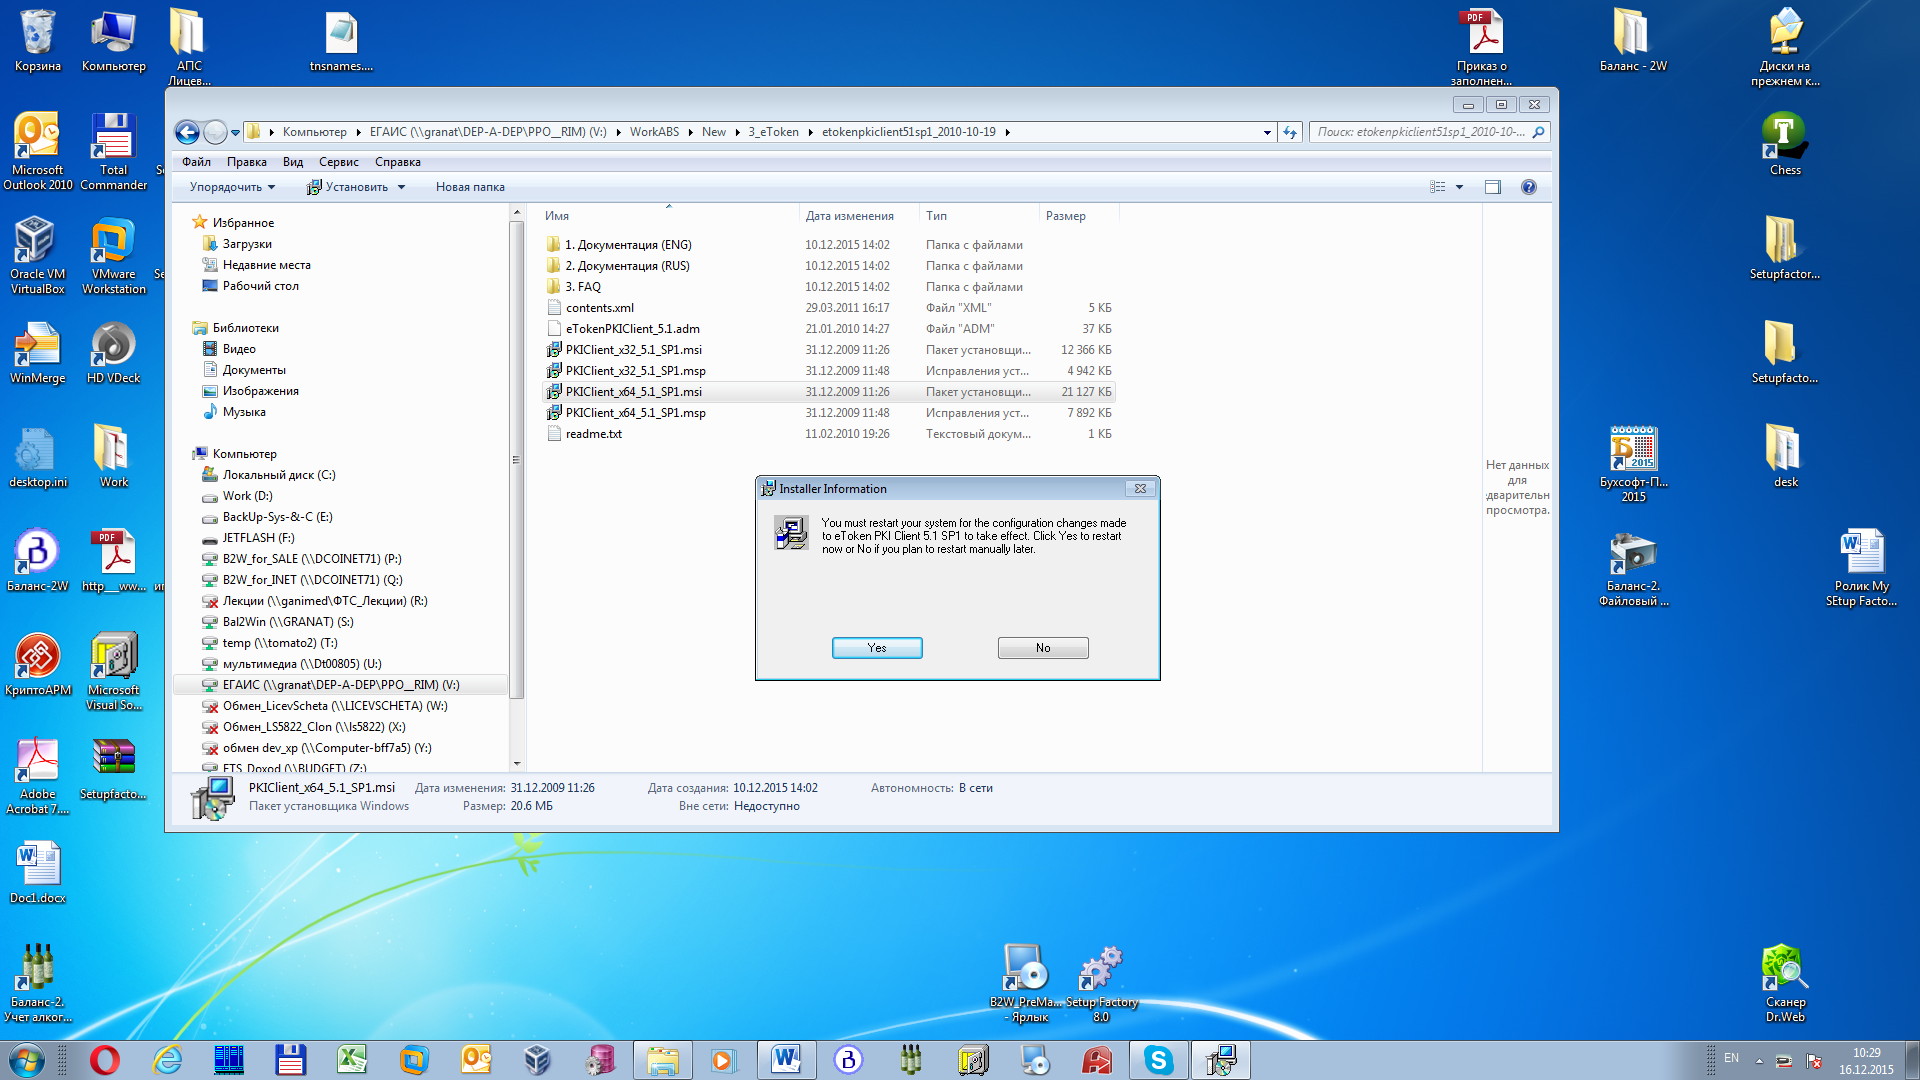 Корзина
Компьютер
АПС
Лицев...
tnsnames....
Приказ о
заполнен...
Баланс - 2W
Диски на
прежнем к...
Microsoft
Outlook 2010
Total
Commander
Oracle VM
VirtualBox
VMware
Workstation
WinMerge
HD VDeck
desktop.ini
Work
Баланс-2W
http___ww...
КриптоАРМ
Microsoft
Visual So...
Adobe
Acrobat 7....
Setupfacto...
Doc1.docx
Баланс-2.
Учет алког...
Компьютер
ЕГАИС (\\granat\DEP-A-DEP\PPO__RIM) (V:)
WorkABS
New
3_eToken
etokenpkiclient51sp1_2010-10-19
Поиск: etokenpkiclient51sp1_2010-10-...
Файл Правка Вид Сервис Справка
Упорядочить Установить Новая папка
Избранное
Загрузки
Недавние места
Рабочий стол
Библиотеки
Видео
Документы
Изображения
Музыка
Компьютер
Локальный диск (C:)
Work (D:)
BackUp-Sys-&-C (E:)
JETFLASH (F:)
B2W_for_SALE (\\DCOINET71) (P:)
B2W_for_INET (\\DCOINET71) (Q:)
Лекции (\\ganimed\ФТС_Лекции) (R:)
Bal2Win (\\GRANAT) (S:)
temp (\\tomato2) (T:)
мультимедиа (\\Dt00805) (U:)
ЕГАИС (\\granat\DEP-A-DEP\PPO__RIM) (V:)
Обмен_LicevScheta (\\LICEVSCHETA) (W:)
Обмен_LS5822_Clon (\\ls5822) (X:)
обмен dev_xp (\\Computer-bff7a5) (Y:)
FTS_Doxod (\\BUDGET) (Z:)
Имя Дата изменения Тип Размер
1. Документация (ENG) 10.12.2015 14:02 Папка с файлами
2. Документация (RUS) 10.12.2015 14:02 Папка с файлами
3. FAQ 10.12.2015 14:02 Папка с файлами
contents.xml 29.03.2011 16:17 Файл "XML" 5 КБ
eTokenPKIClient_5.1.adm 21.01.2010 14:27 Файл "ADM" 37 КБ
PKIClient_x32_5.1_SP1.msi 31.12.2009 11:26 Пакет установщи... 12 366 КБ
PKIClient_x32_5.1_SP1.msp 31.12.2009 11:48 Исправления уст... 4 942 КБ
PKIClient_x64_5.1_SP1.msi 31.12.2009 11:26 Пакет установщи... 21 127 КБ
PKIClient_x64_5.1_SP1.msp 31.12.2009 11:48 Исправления уст... 7 892 КБ
readme.txt 11.02.2010 19:26 Текстовый докум... 1 КБ
Нет данных
для
дварительн
просмотра.
Installer Information
You must restart your system for the configuration changes made
to eToken PKI Client 5.1 SP1 to take effect. Click Yes to restart
now or No if you plan to restart manually later.
Yes
No
PKIClient_x64_5.1_SP1.msi Дата изменения: 31.12.2009 11:26 Дата создания: 10.12.2015 14:02 Автономность: В сети
Пакет установщика Windows Размер: 20.6 МБ Вне сети: Недоступно
Chess
Setupfactor...
Setupfacto...
Бухсофт-П...
2015
desk
Баланс-2.
Файловый ...
Ролик My
SEtup Facto...
B2W_PreMa...
- Ярлык
Setup Factory
8.0
Сканер
Dr.Web
EN
10:29
16.12.2015